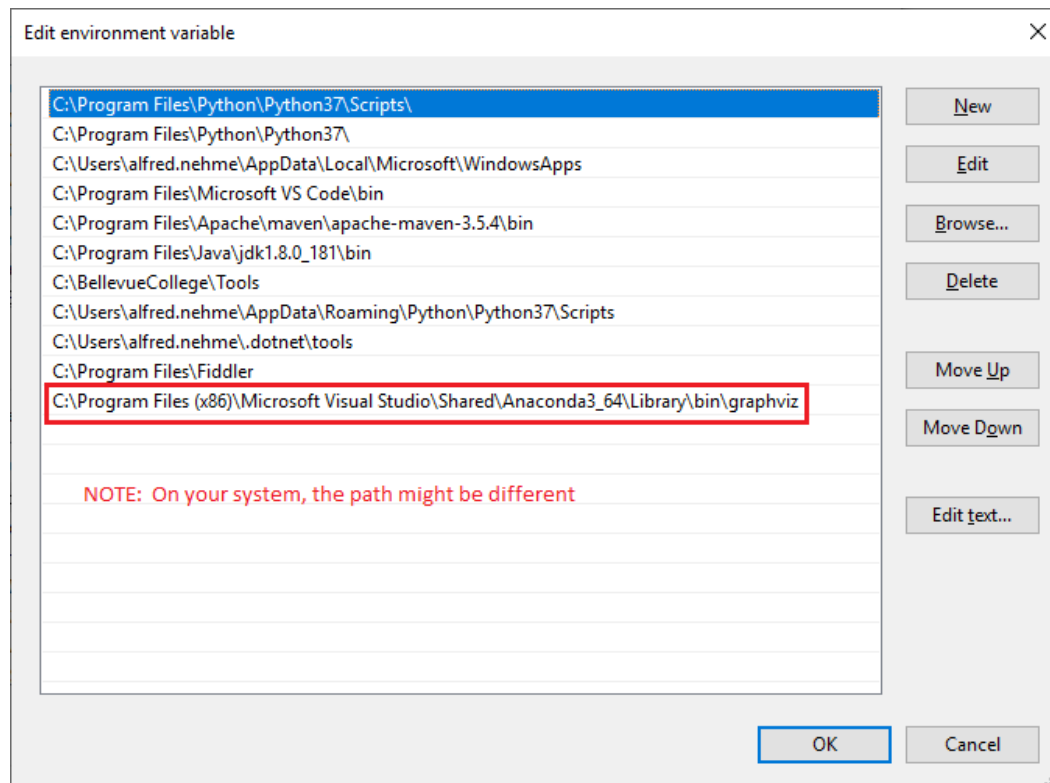 Edit environment variable
C:\Program Files\Python\Python37\Scripts\
New
C:\Program Files\Python\Python37\
C:\Users\alfred.nehme\AppData\Local\Microsoft\WindowsApps
Edit
C:\Program Files\Microsoft VS Code\bin
C:\Program Files\Apache\maven\apache-maven-3.5.4\bin
Browse...
C:\Program Files\Java\jdk1.8.0_181\bin
C:\BellevueCollege\Tools
Delete
C:\Users\alfred.nehme\AppData\Roaming\Python\Python37\Scripts
C:\Users\alfred.nehme\.dotnet\tools
C:\Program Files\Fiddler
Move Up
C:\Program Files (x86)\Microsoft Visual Studio\Shared\Anaconda3_64\Library\bin\graphviz
Move Down
NOTE: On your system, the path might be different
Edit text...
OK
Cancel